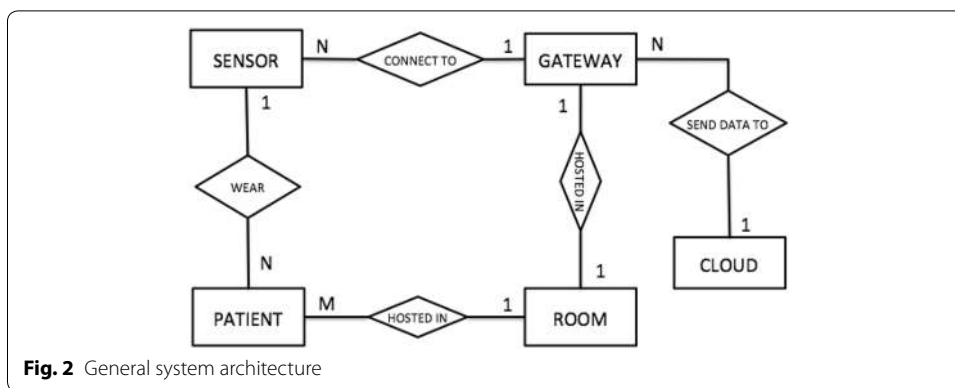 SENSOR
N
CONNECT TO
1
GATEWAY
N
1
1
SEND DATA TO
WEAR
HOSTED IN
N
1
1
CLOUD
PATIENT
M
HOSTED IN
1
ROOM
Fig. 2 General system architecture